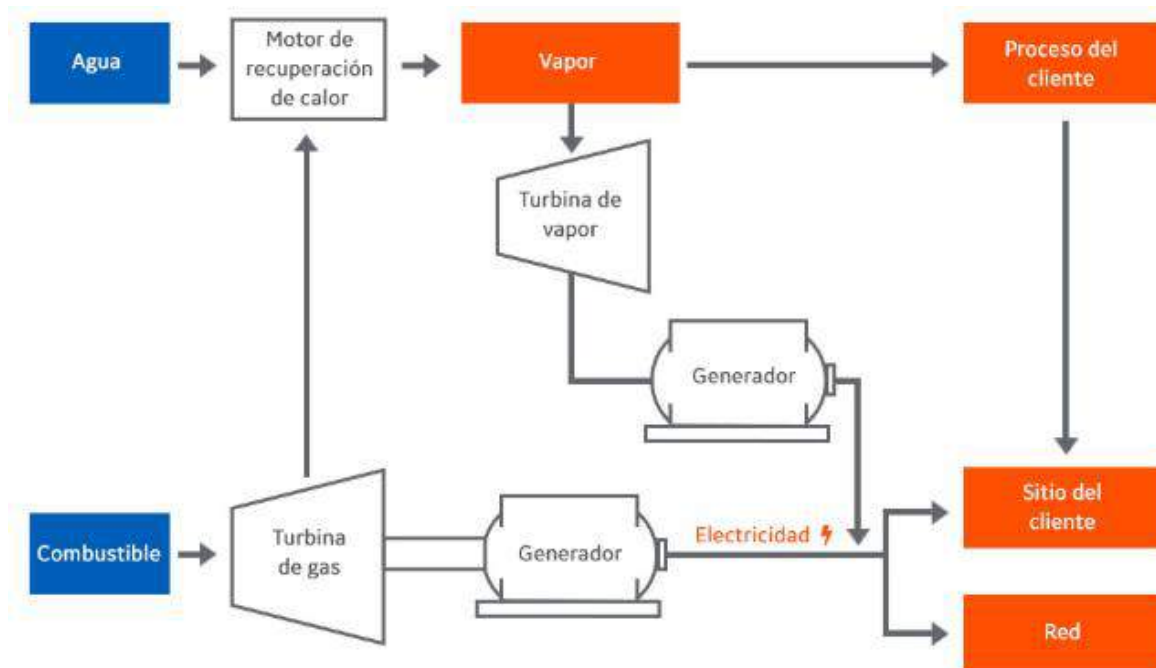 Agua
Motor de
recuperación
de calor
Vapor
Proceso del
cliente
Turbina de
vapor
Generador
Combustible
Turbina
de gas
Generador
Electricidad
Sitio del
cliente
Red